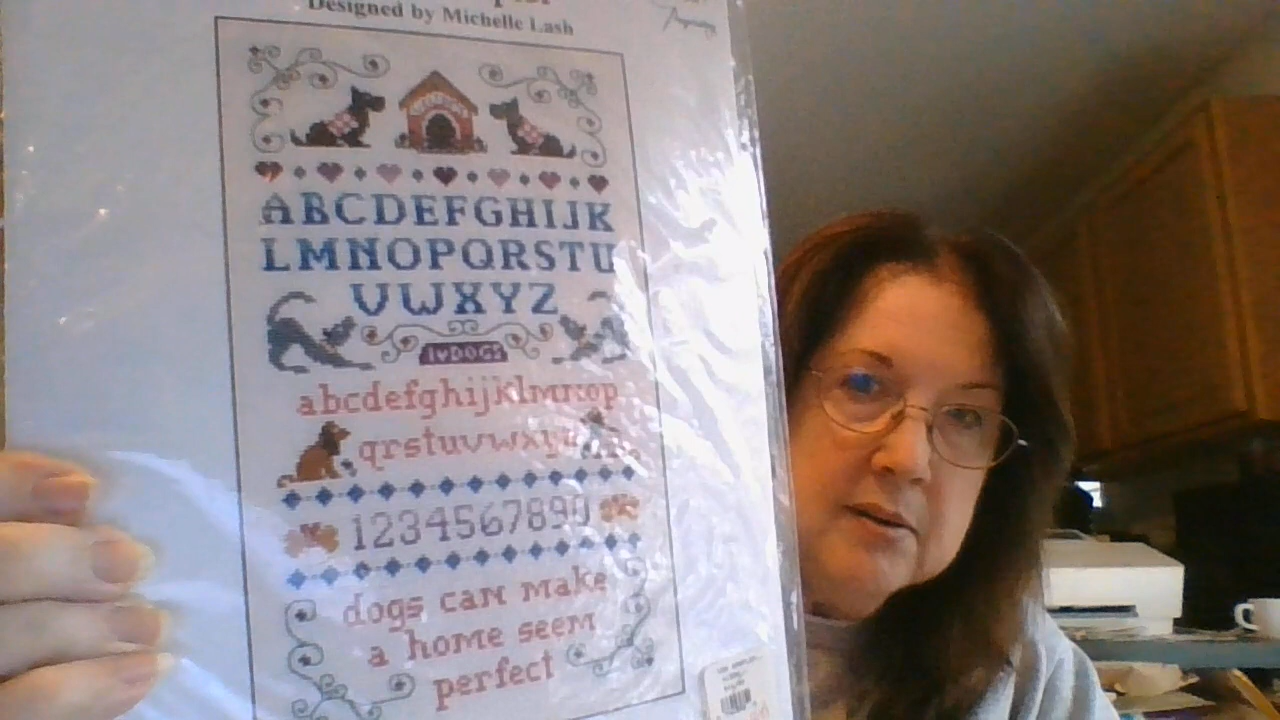 Designed by Michelle Lash
ABCDEFGHIJK
LMNOPQRSTU
VWXYZ
I♥DOGS
abcdefghijklmnop
qrstuvwxyz
1234567890
dogs can make
a home seem
perfect